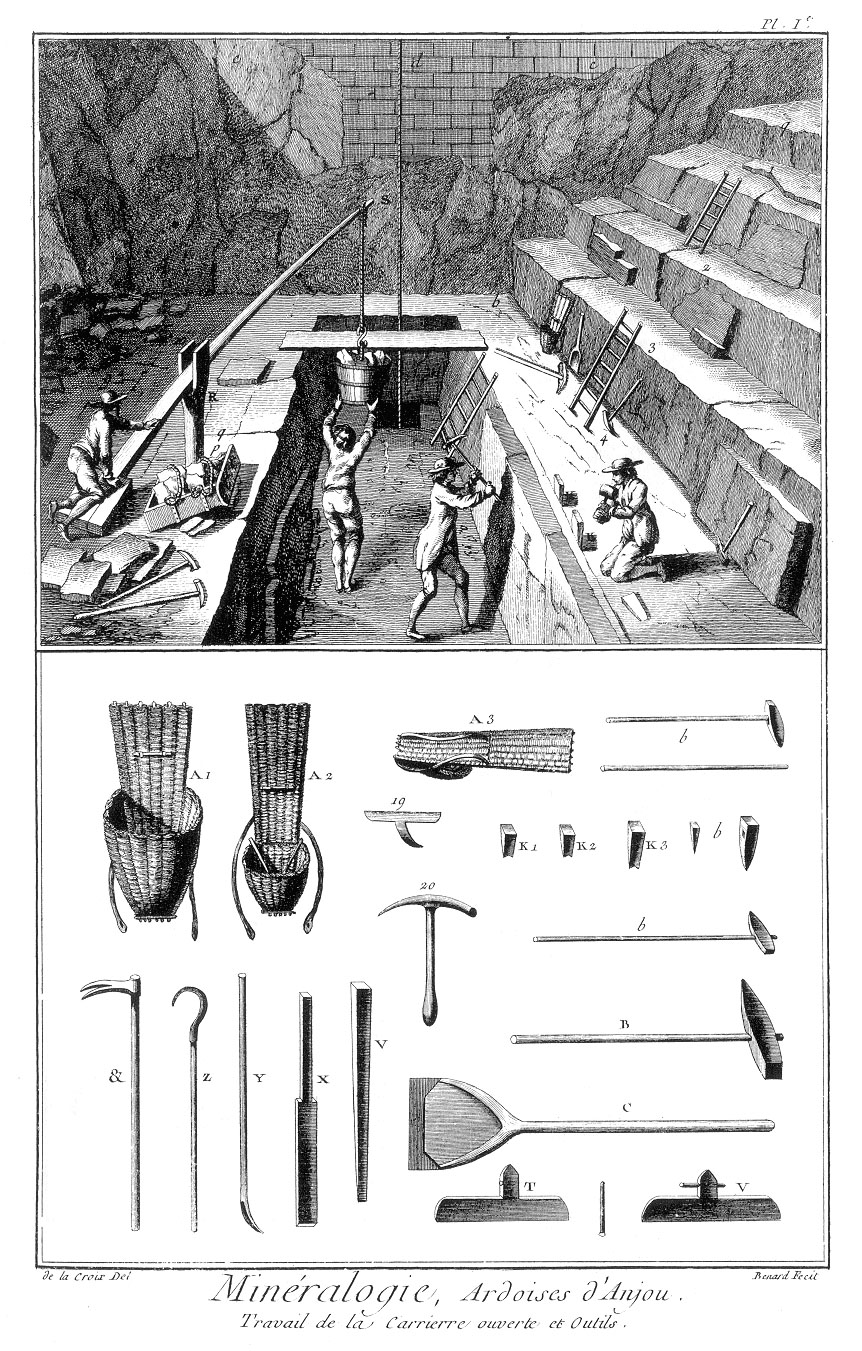 Pl. I.e
c
d
c
1
S
b
2
3
R
4
q
p
A 1
A 2
A 3
b
19
K 1
K 2
K 3
b
20
b
B
&
Z
Y
X
V
C
T
V
de la Croix Del
Benard Fecit
Minéralogie, Ardoises d'Anjou.
Travail de la Carrierre ouverte et Outils.